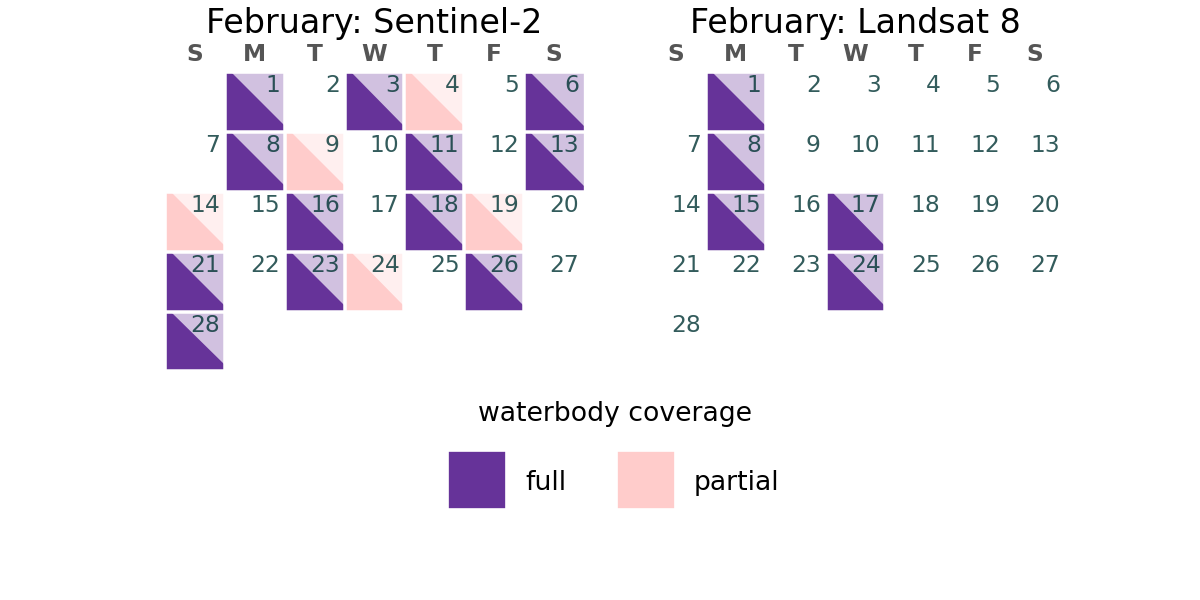 February: Sentinel-2
S M T W T F S
1 2 3 4 5 6
7 8 9 10 11 12 13
14 15 16 17 18 19 20
21 22 23 24 25 26 27
28
February: Landsat 8
S M T W T F S
1 2 3 4 5 6
7 8 9 10 11 12 13
14 15 16 17 18 19 20
21 22 23 24 25 26 27
28
waterbody coverage
full
partial